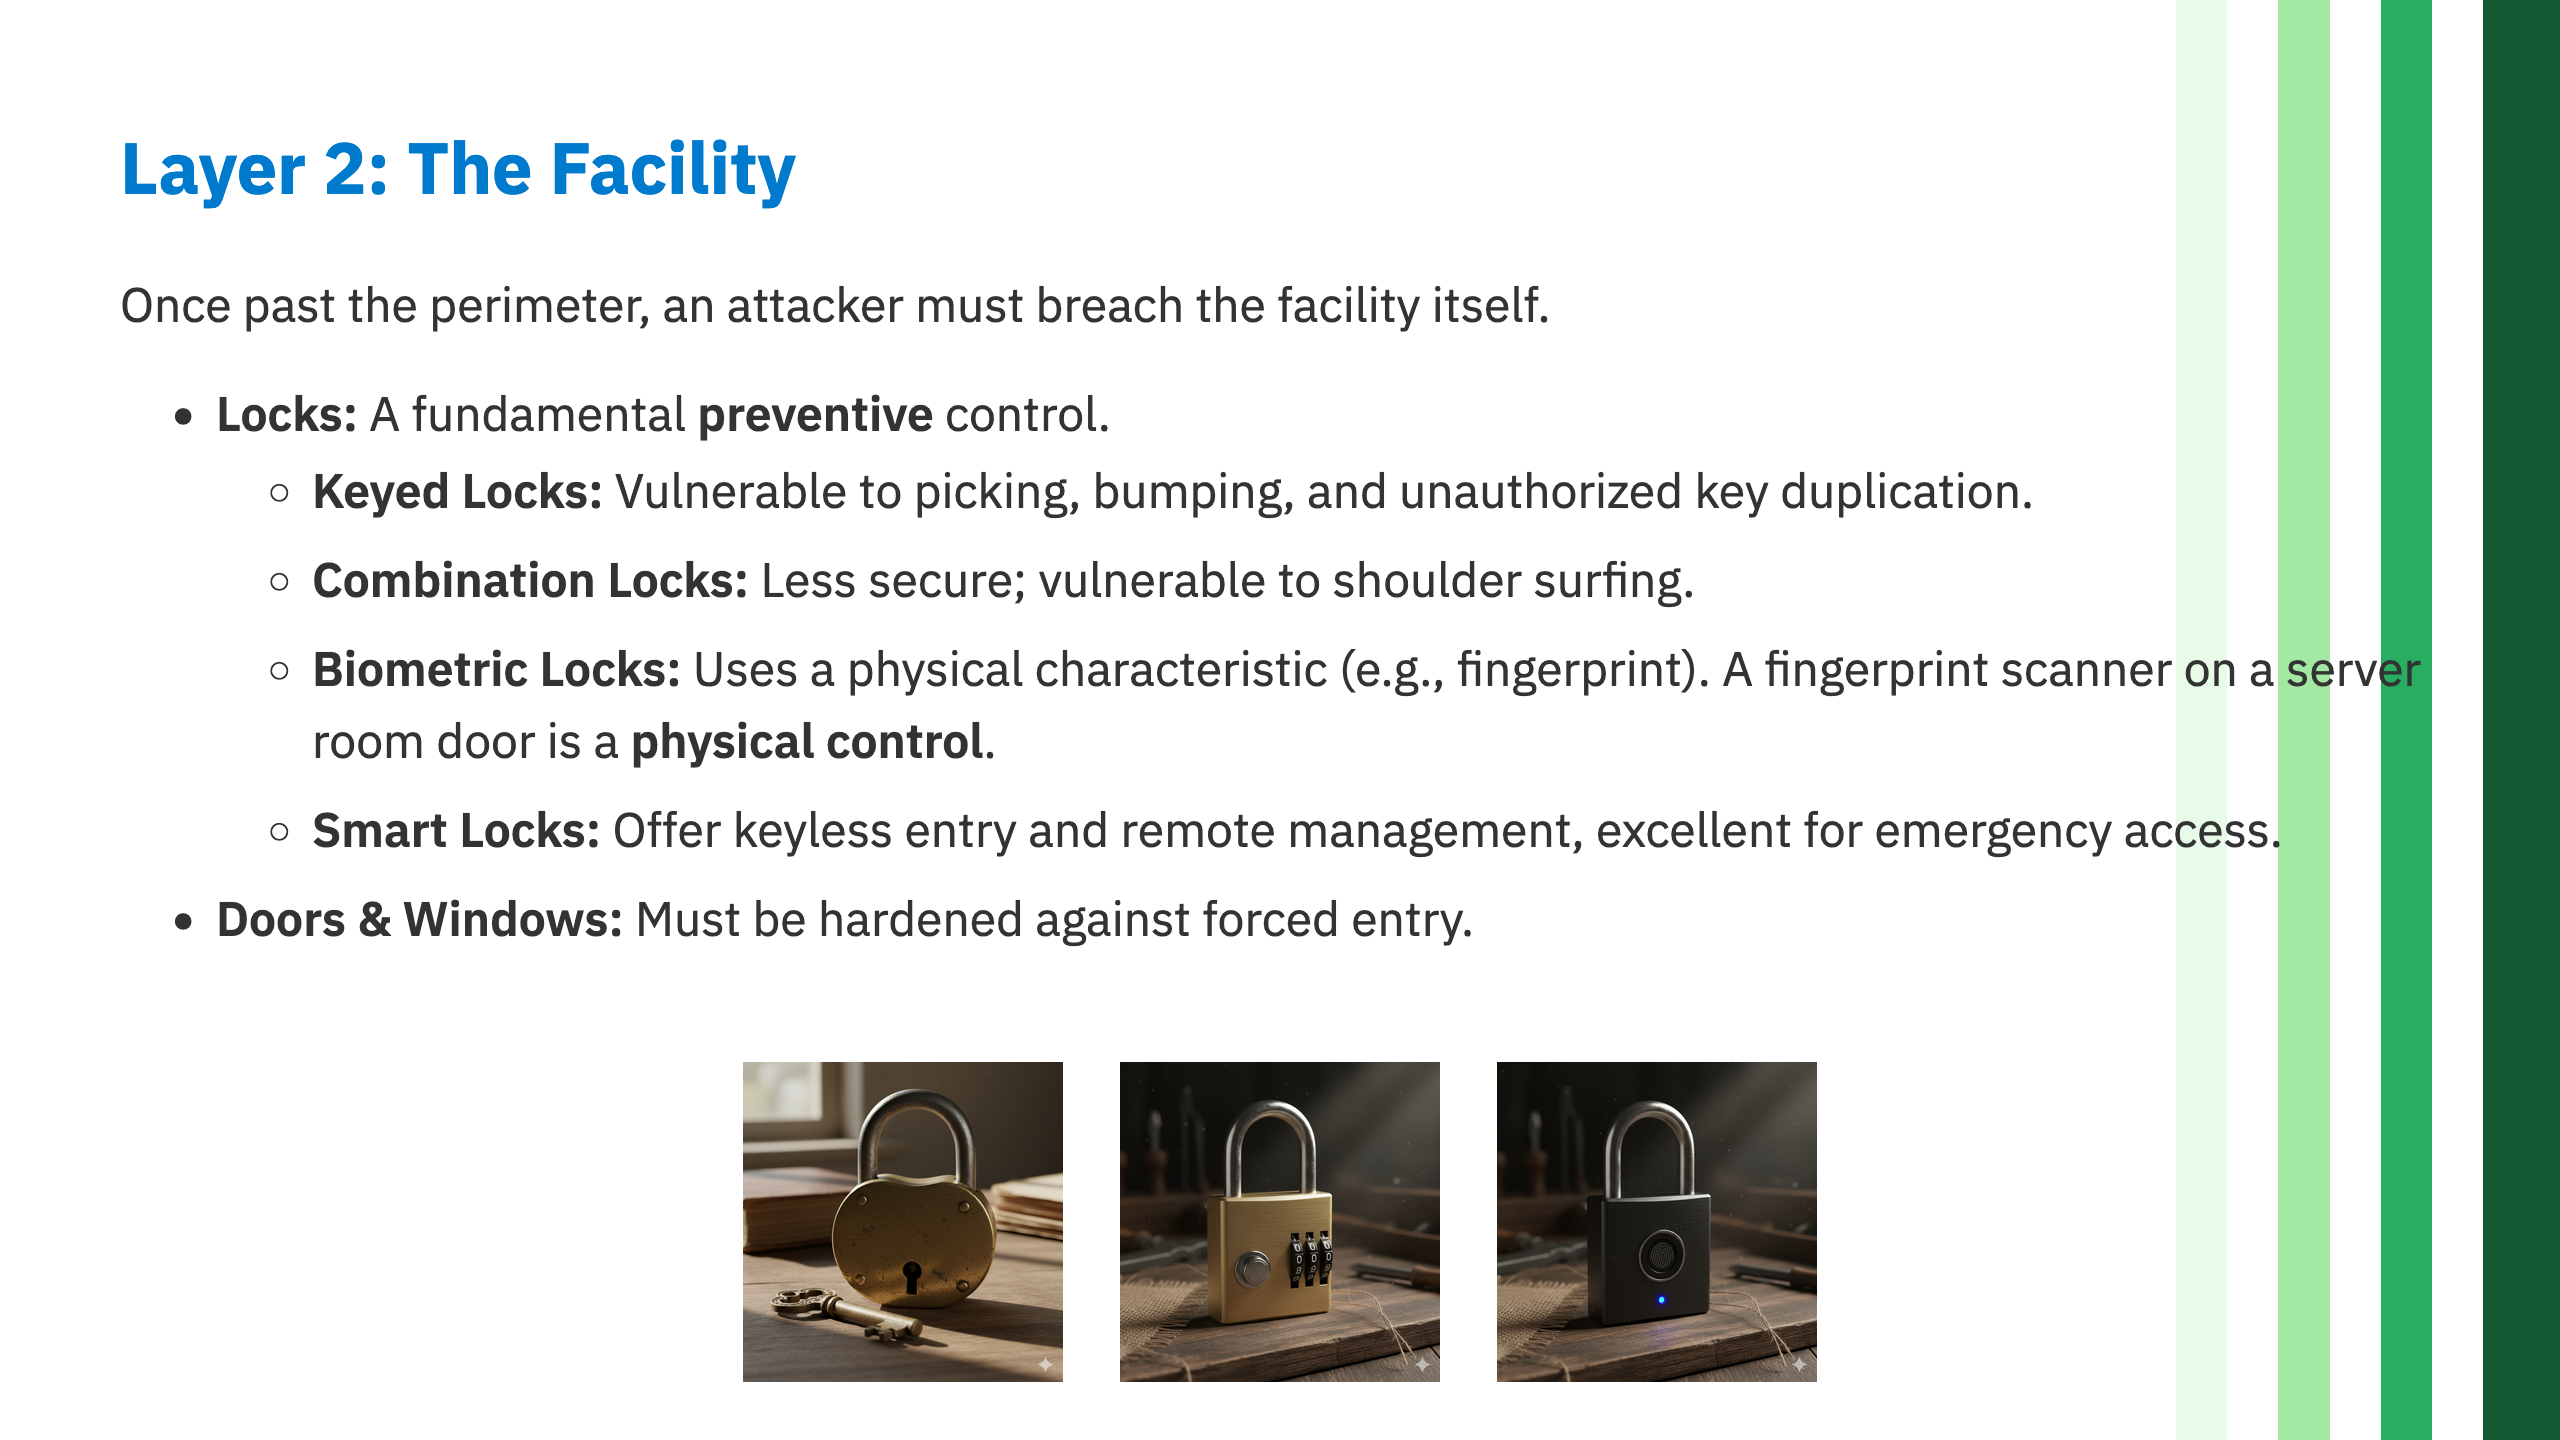 Layer 2: The Facility
Once past the perimeter, an attacker must breach the facility itself.
• Locks: A fundamental preventive control.
○ Keyed Locks: Vulnerable to picking, bumping, and unauthorized key duplication.
○ Combination Locks: Less secure; vulnerable to shoulder surfing.
○ Biometric Locks: Uses a physical characteristic (e.g., fingerprint). A fingerprint scanner on a server
room door is a physical control.
○ Smart Locks: Offer keyless entry and remote management, excellent for emergency access.
• Doors & Windows: Must be hardened against forced entry.